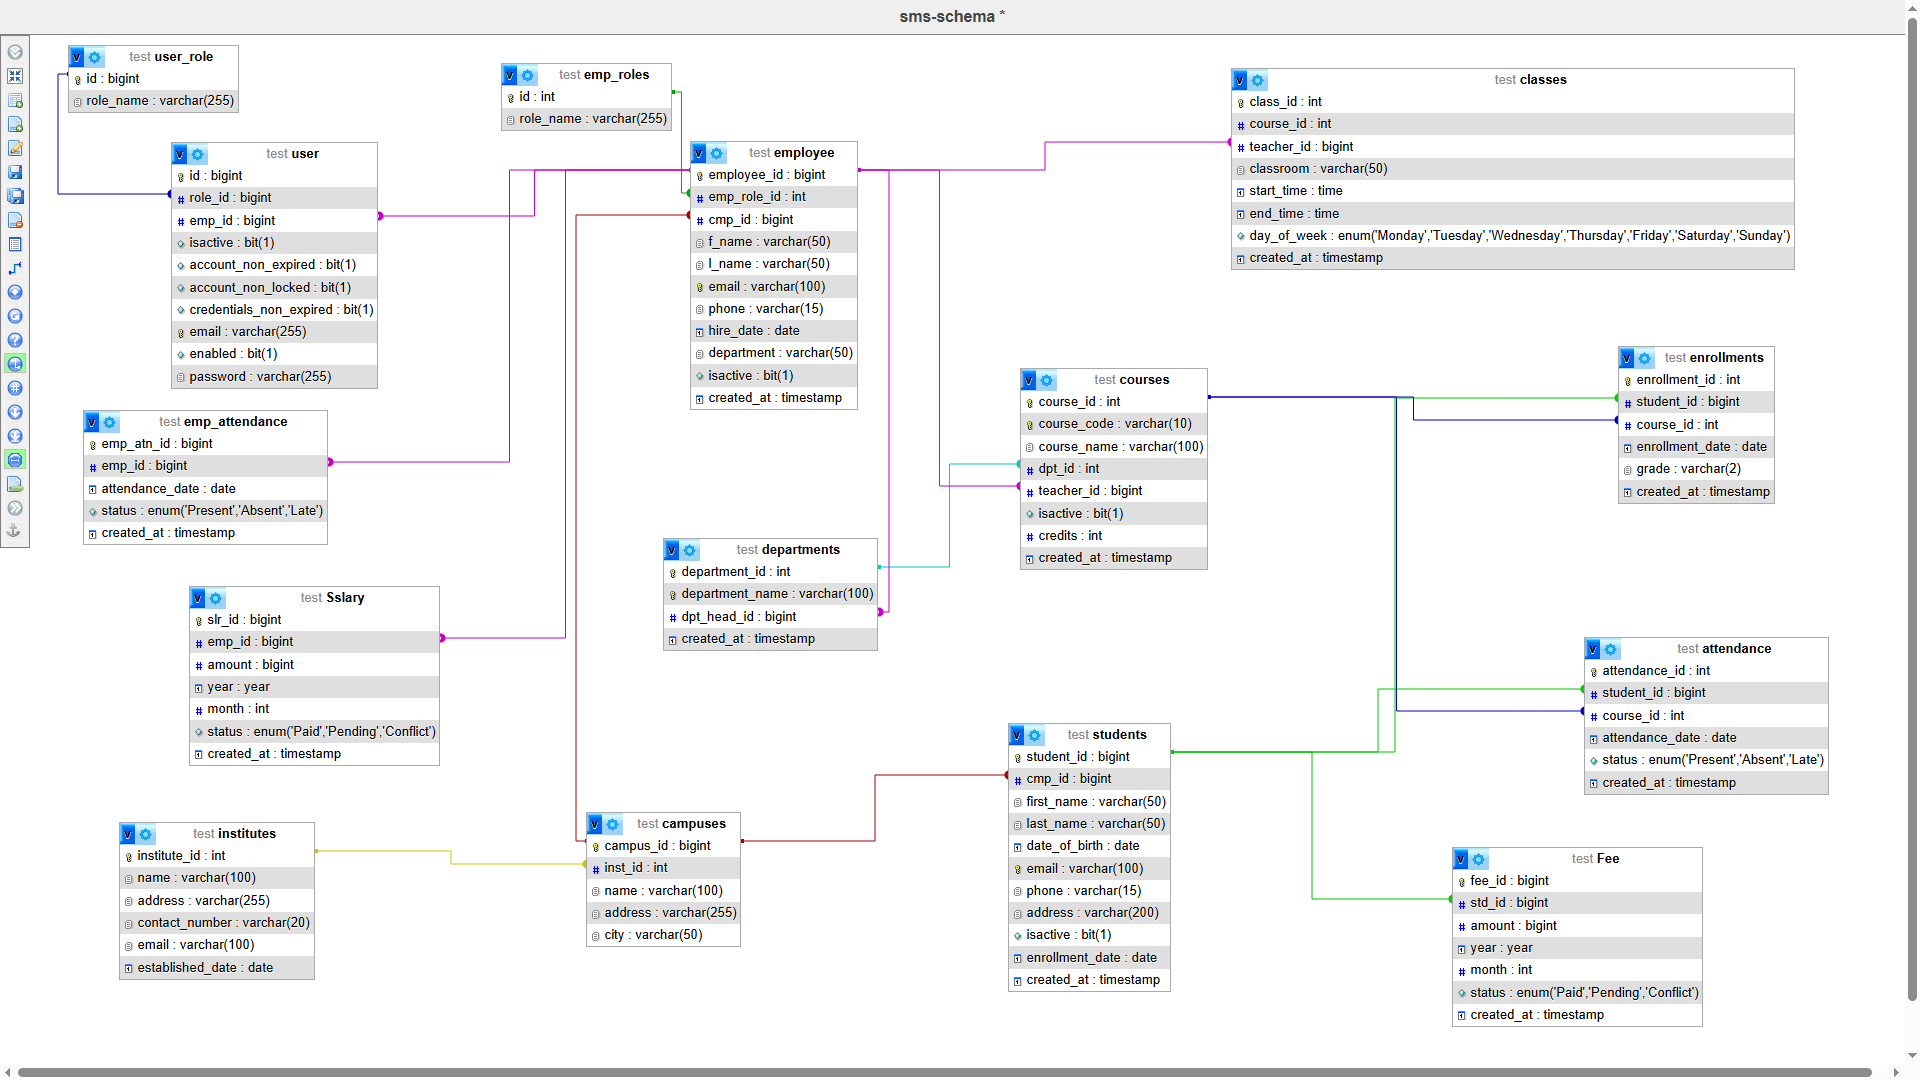 sms-schema *
test user_role
id : bigint
role_name : varchar(255)
test emp_roles
id : int
role_name : varchar(255)
test classes
class_id : int
course_id : int
teacher_id : bigint
classroom : varchar(50)
start_time : time
end_time : time
day_of_week : enum('Monday','Tuesday','Wednesday','Thursday','Friday','Saturday','Sunday')
created_at : timestamp
test user
id : bigint
role_id : bigint
emp_id : bigint
isactive : bit(1)
account_non_expired : bit(1)
account_non_locked : bit(1)
credentials_non_expired : bit(1)
email : varchar(255)
enabled : bit(1)
password : varchar(255)
test employee
employee_id : bigint
emp_role_id : int
cmp_id : bigint
f_name : varchar(50)
l_name : varchar(50)
email : varchar(100)
phone : varchar(15)
hire_date : date
department : varchar(50)
isactive : bit(1)
created_at : timestamp
test enrollments
enrollment_id : int
student_id : bigint
course_id : int
enrollment_date : date
grade : varchar(2)
created_at : timestamp
test courses
course_id : int
course_code : varchar(10)
course_name : varchar(100)
dpt_id : int
teacher_id : bigint
isactive : bit(1)
credits : int
created_at : timestamp
test emp_attendance
emp_atn_id : bigint
emp_id : bigint
attendance_date : date
status : enum('Present','Absent','Late')
created_at : timestamp
test departments
department_id : int
department_name : varchar(100)
dpt_head_id : bigint
created_at : timestamp
test Sslary
slr_id : bigint
emp_id : bigint
amount : bigint
year : year
month : int
status : enum('Paid','Pending','Conflict')
created_at : timestamp
test attendance
attendance_id : int
student_id : bigint
course_id : int
attendance_date : date
status : enum('Present','Absent','Late')
created_at : timestamp
test students
student_id : bigint
cmp_id : bigint
first_name : varchar(50)
last_name : varchar(50)
date_of_birth : date
email : varchar(100)
phone : varchar(15)
address : varchar(200)
isactive : bit(1)
enrollment_date : date
created_at : timestamp
test institutes
institute_id : int
name : varchar(100)
address : varchar(255)
contact_number : varchar(20)
email : varchar(100)
established_date : date
test campuses
campus_id : bigint
inst_id : int
name : varchar(100)
address : varchar(255)
city : varchar(50)
test Fee
fee_id : bigint
std_id : bigint
amount : bigint
year : year
month : int
status : enum('Paid','Pending','Conflict')
created_at : timestamp